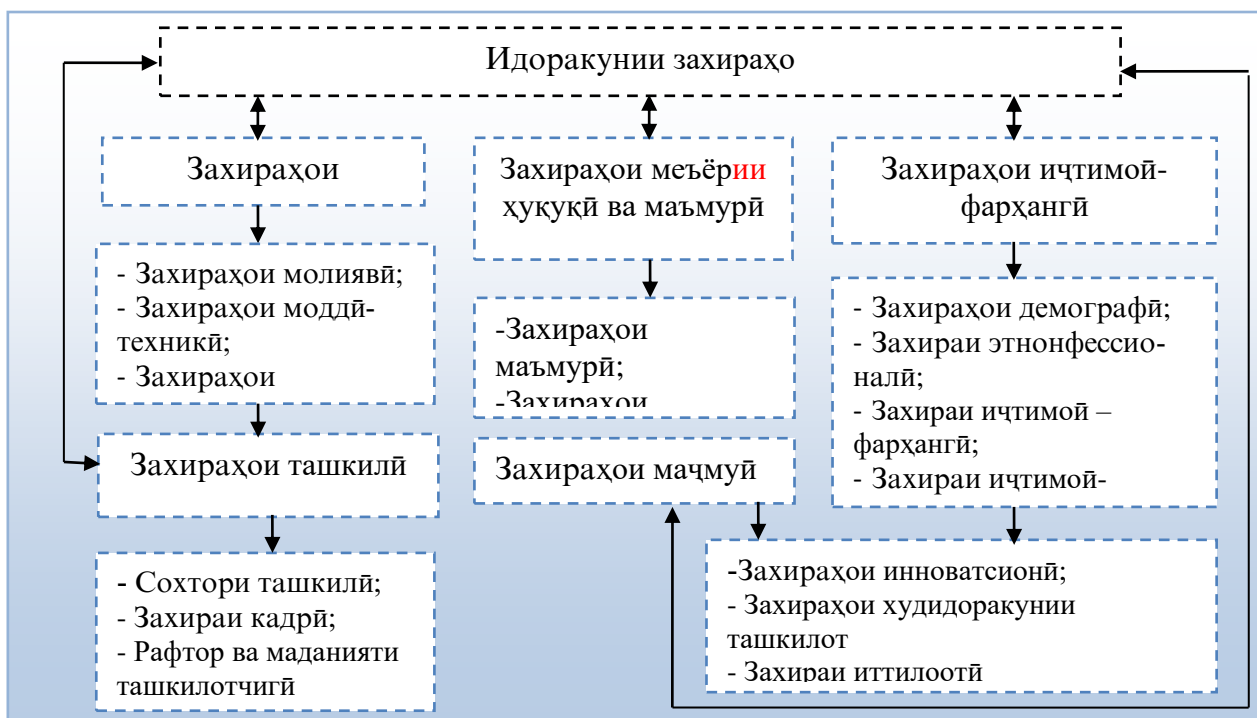 Идоракунии захираҳо
Захираҳои
Захираҳои меъёрии
ҳуқуқӣ ва маъмурӣ
Захираҳои иҷтимоӣ-
фарҳангӣ
- Захираҳои молиявӣ;
- Захираҳои моддӣ-
техникӣ;
- Захираҳои
-Захираҳои
маъмурӣ;
-Захираҳои
- Захираҳои демографӣ;
- Захираи этнонфессио-
налӣ;
- Захираи иҷтимоӣ –
фарҳангӣ;
- Захираи иҷтимоӣ-
Захираҳои ташкилӣ
Захираҳои маҷмуӣ
- Сохтори ташкилӣ;
- Захираи кадрӣ;
- Рафтор ва маданияти
ташкилотчигӣ
-Захираҳои инноватсионӣ;
- Захираҳои худидоракунии
ташкилот
- Захираи иттилоотӣ